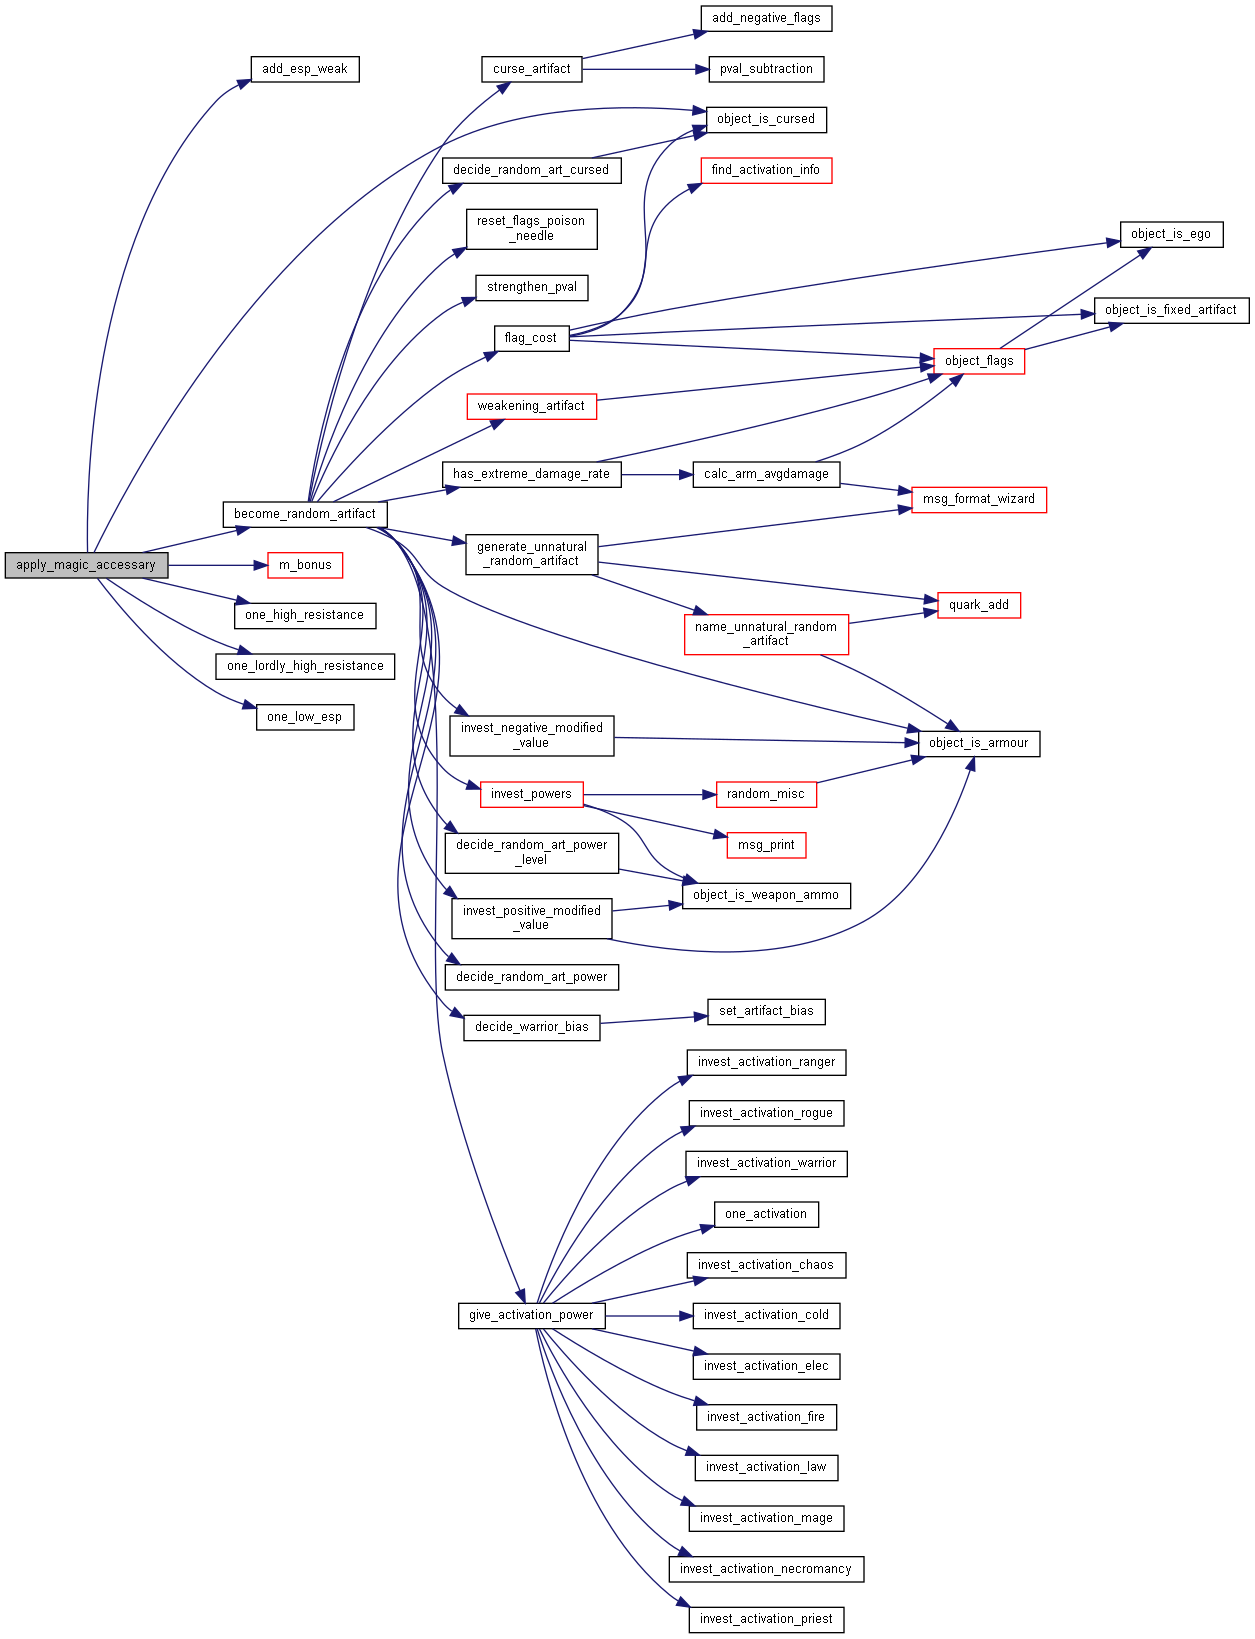 add_negative_flags
add_esp_weak
curse_artifact
pval_subtraction
object_is_cursed
decide_random_art_cursed
find_activation_info
reset_flags_poison
_needle
object_is_ego
strengthen_pval
object_is_fixed_artifact
flag_cost
object_flags
weakening_artifact
has_extreme_damage_rate
calc_arm_avgdamage
msg_format_wizard
become_random_artifact
generate_unnatural
_random_artifact
apply_magic_accessary
m_bonus
quark_add
one_high_resistance
name_unnatural_random
_artifact
one_lordly_high_resistance
one_low_esp
invest_negative_modified
_value
object_is_armour
invest_powers
random_misc
decide_random_art_power
_level
msg_print
object_is_weapon_ammo
invest_positive_modified
_value
decide_random_art_power
set_artifact_bias
decide_warrior_bias
invest_activation_ranger
invest_activation_rogue
invest_activation_warrior
one_activation
invest_activation_chaos
give_activation_power
invest_activation_cold
invest_activation_elec
invest_activation_fire
invest_activation_law
invest_activation_mage
invest_activation_necromancy
invest_activation_priest